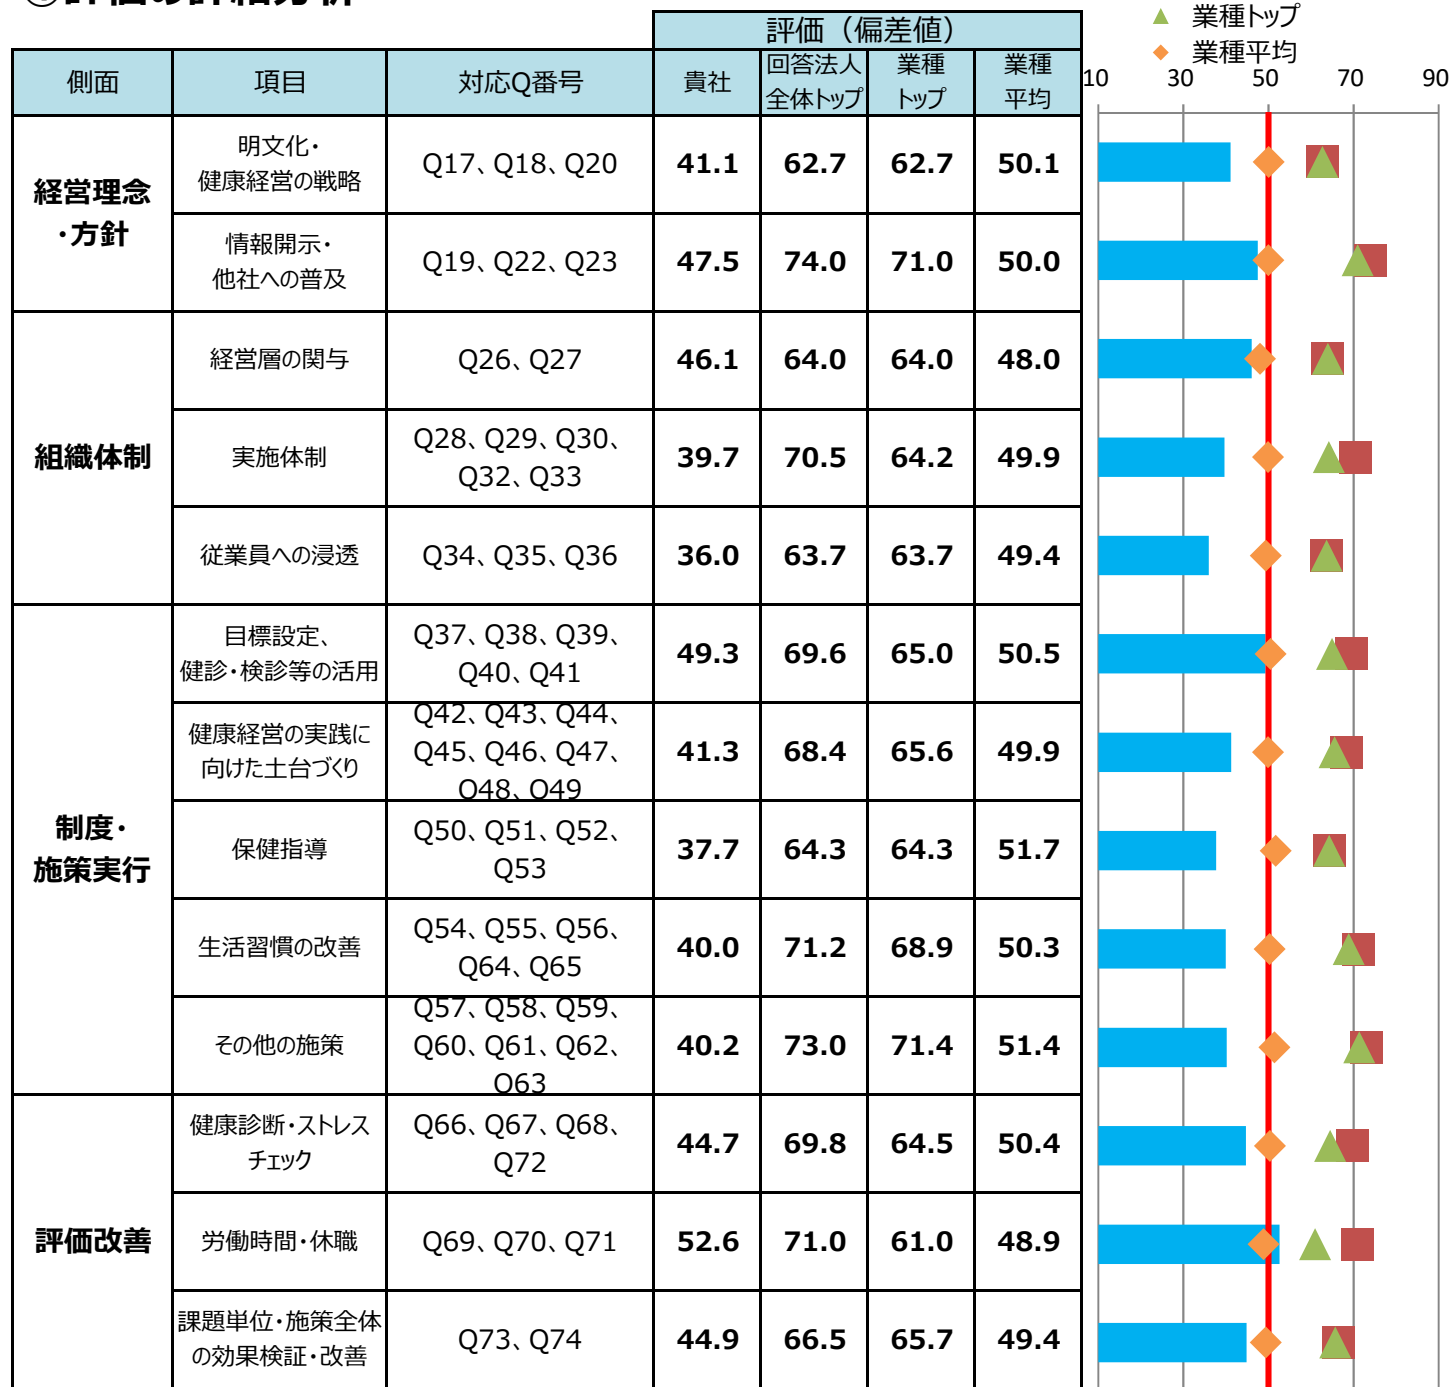 ①評価の詳細分析
▲ 業種トップ
◆ 業種平均
評価（偏差値）
側面 項目 対応Q番号 貴社 回答法人 業種 業種
全体トップ トップ 平均
10 30 50 70 90
経営理念
・方針
明文化・
健康経営の戦略
Q17、Q18、Q20 41.1 62.7 62.7 50.1
情報開示・
他社への普及
Q19、Q22、Q23 47.5 74.0 71.0 50.0
組織体制
経営層の関与 Q26、Q27 46.1 64.0 64.0 48.0
実施体制
Q28、Q29、Q30、
Q32、Q33
39.7 70.5 64.2 49.9
従業員への浸透 Q34、Q35、Q36 36.0 63.7 63.7 49.4
制度・
施策実行
目標設定、
健診・検診等の活用
Q37、Q38、Q39、
Q40、Q41
49.3 69.6 65.0 50.5
健康経営の実践に
向けた土台づくり
Q42、Q43、Q44、
Q45、Q46、Q47、
Q48、Q49
41.3 68.4 65.6 49.9
保健指導
Q50、Q51、Q52、
Q53
37.7 64.3 64.3 51.7
生活習慣の改善
Q54、Q55、Q56、
Q64、Q65
40.0 71.2 68.9 50.3
その他の施策
Q57、Q58、Q59、
Q60、Q61、Q62、
Q63
40.2 73.0 71.4 51.4
評価改善
健康診断・ストレス
チェック
Q66、Q67、Q68、
Q72
44.7 69.8 64.5 50.4
労働時間・休職 Q69、Q70、Q71 52.6 71.0 61.0 48.9
課題単位・施策全体
の効果検証・改善
Q73、Q74 44.9 66.5 65.7 49.4